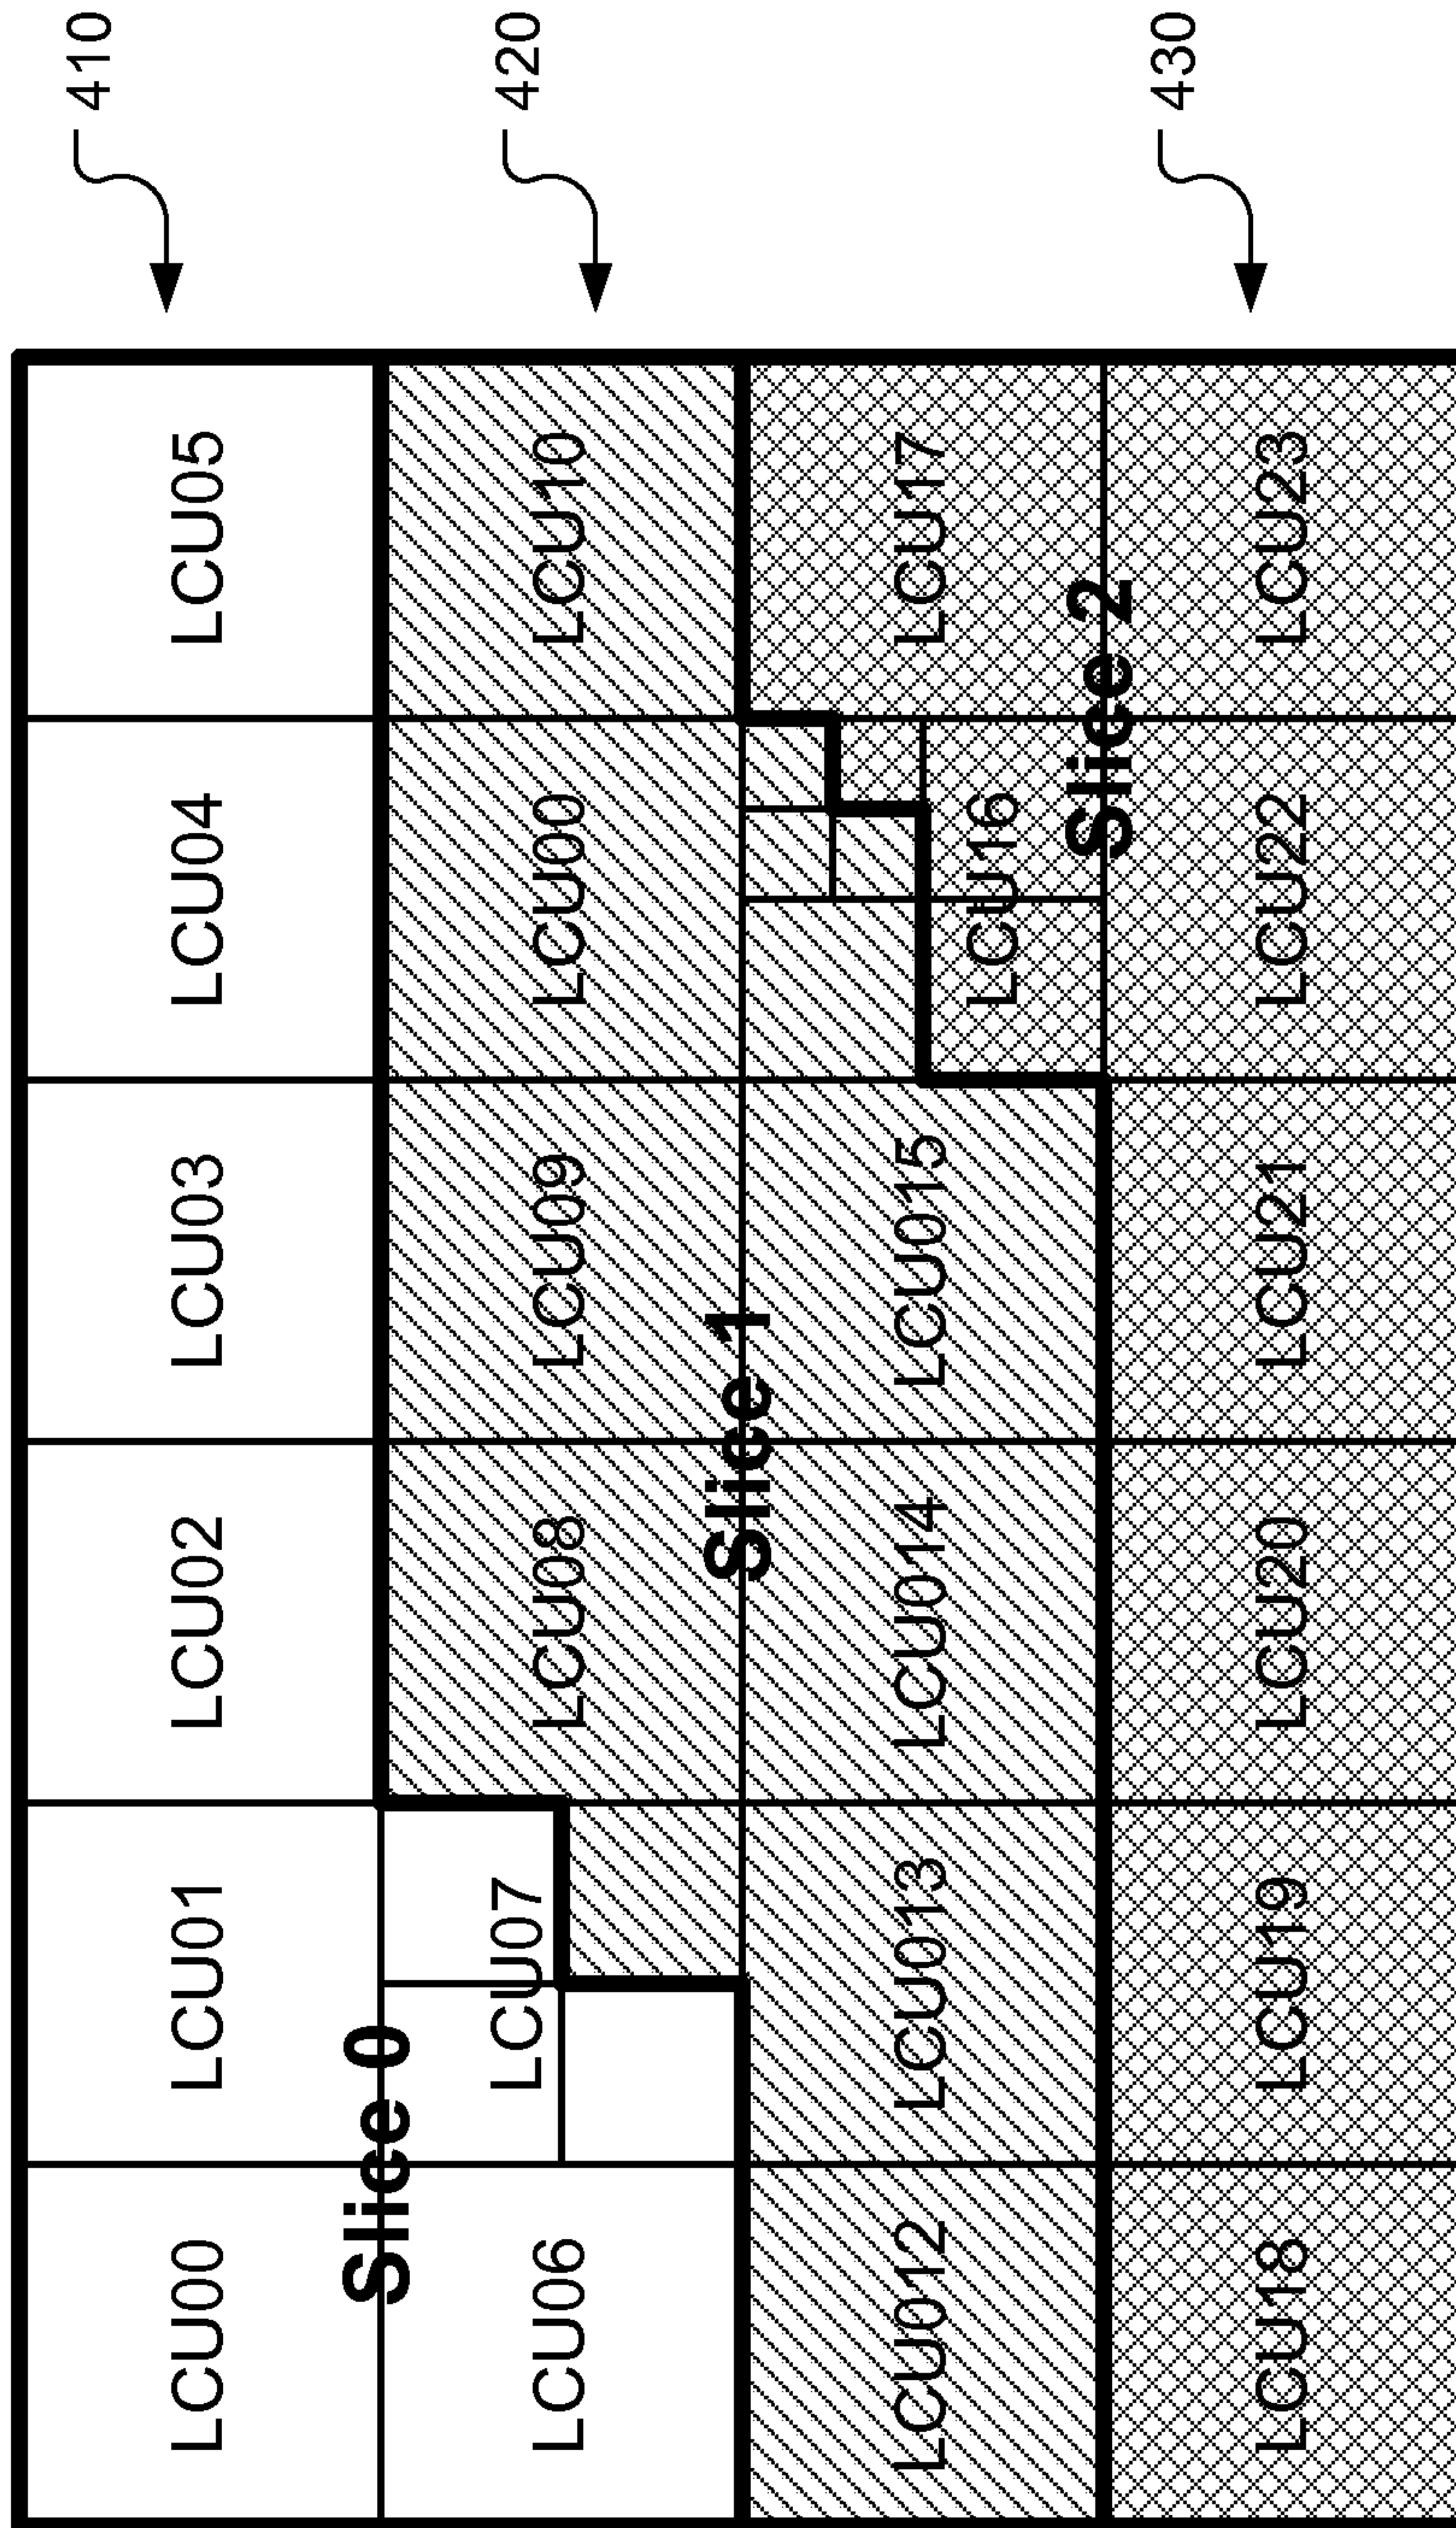 LCU00
LCU01
LCU02
LCU03
LCU04
LCU05
410
Slice 0
LCU06
LCU07
LCU08
LCU09
LCU00
LCU10
420
Slice 1
LCU012
LCU013
LCU014
LCU015
LCU16
LCU17
Slice 2
LCU18
LCU19
LCU20
LCU21
LCU22
LCU23
430